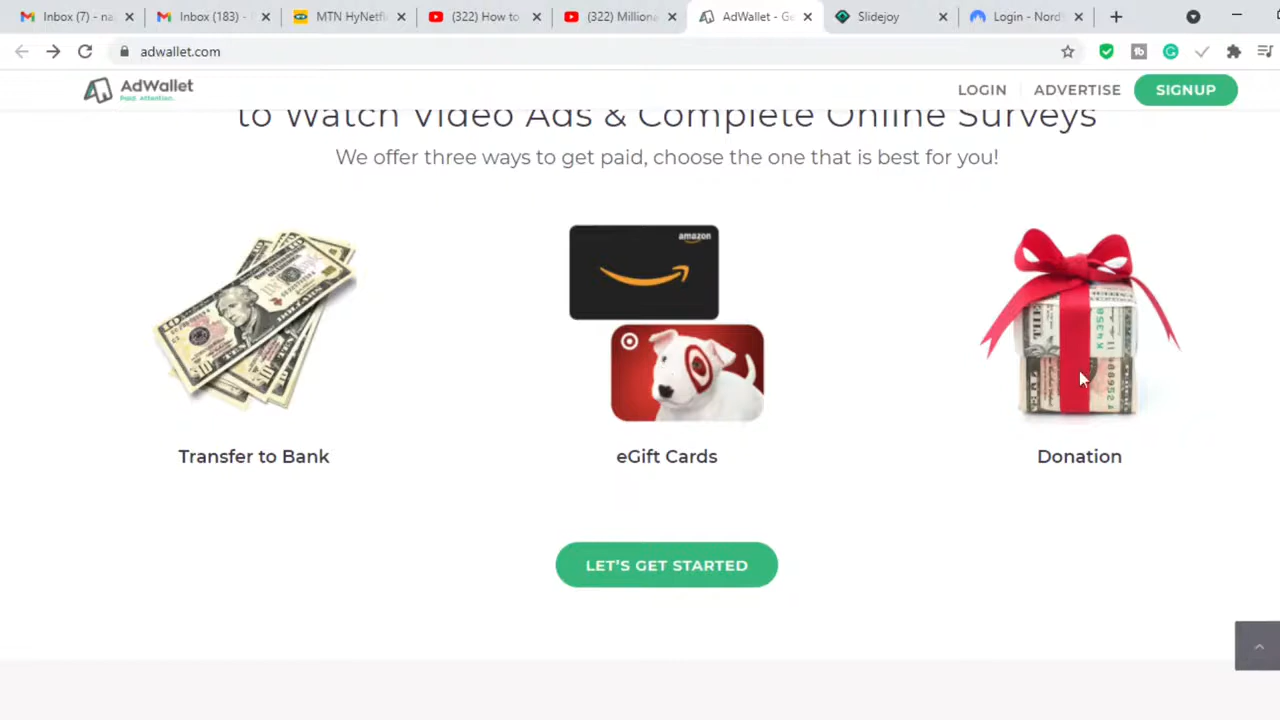 Inbox (7) - na
Inbox (183) -
MTN HyNetfl
(322) How to
(322) Million
AdWallet - Ge
Slidejoy
Login - Nord
adwallet.com
AdWallet
Paid. Attention.
LOGIN
ADVERTISE
SIGNUP
to Watch Video Ads & Complete Online Surveys
We offer three ways to get paid, choose the one that is best for you!
amazon
Transfer to Bank
eGift Cards
Donation
LET'S GET STARTED